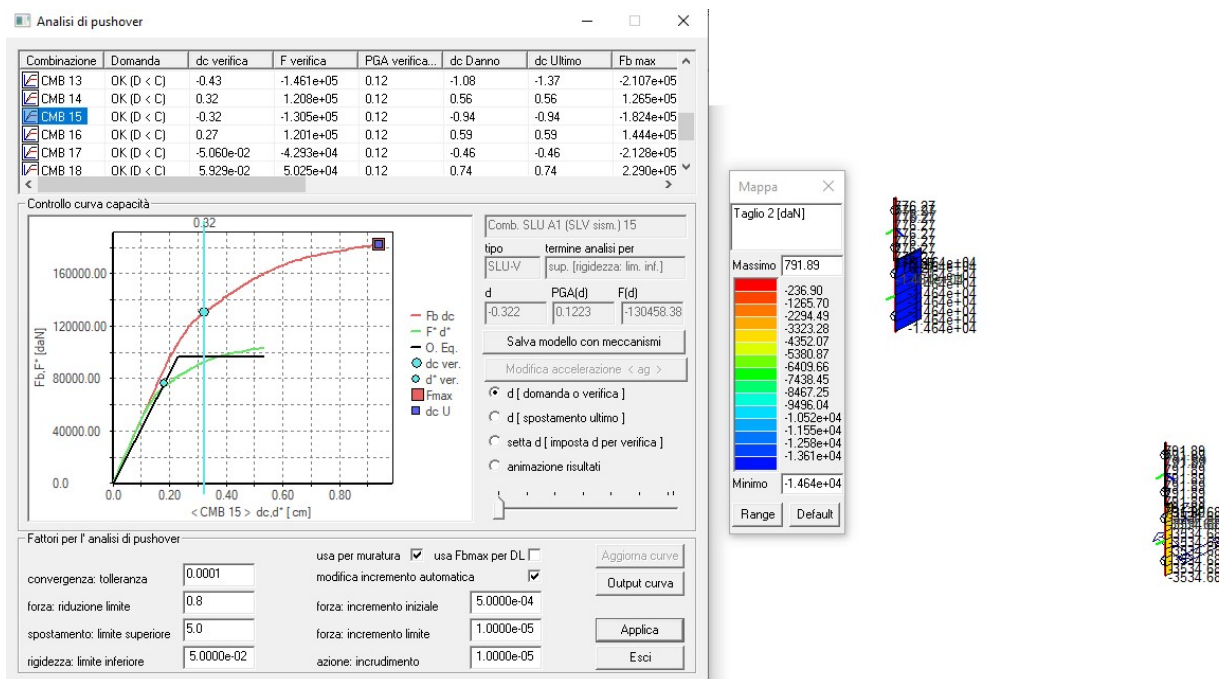 Analisi di pushover
Combinazione Domanda dc verifica F verifica PGA verifica... dc Danno dc Ultimo Fb max
CMB 13 OK (D < C) -0.43 -1.461e+05 0.12 -1.08 -1.37 -2.107e+05
CMB 14 OK (D < C) 0.32 1.208e+05 0.12 0.56 0.56 1.265e+05
CMB 15 OK (D < C) -0.32 -1.305e+05 0.12 -0.94 -0.94 -1.824e+05
CMB 16 OK (D < C) 0.27 1.201e+05 0.12 0.59 0.59 1.444e+05
CMB 17 OK (D < C) -5.060e-02 -4.293e+04 0.12 -0.46 -0.46 -2.128e+05
CMB 18 OK (D < C) 5.929e-02 5.025e+04 0.12 0.74 0.74 2.290e+05
Controllo curva capacità
0.32
Fb,F* [daN]
160000.00
120000.00
80000.00
40000.00
0.0
0.0 0.20 0.40 0.60 0.80
< CMB 15 > dc,d* [ cm]
Fb dc
F* d*
O. Eq.
dc ver.
d* ver.
Fmax
dc U
Comb. SLU A1 (SLV sism.) 15
tipo termine analisi per
SLU-V sup. [rigidezza: lim. inf.]
d PGA(d) F(d)
-0.322 0.1223 -130458.38
Salva modello con meccanismi
Modifica accelerazione < ag >
d [ domanda o verifica ]
d [ spostamento ultimo ]
setta d [ imposta d per verifica ]
animazione risultati
Fattori per l' analisi di pushover
convergenza: tolleranza 0.0001
forza: riduzione limite 0.8
spostamento: limite superiore 5.0
rigidezza: limite inferiore 5.0000e-02
usa per muratura usa Fbmax per DL
modifica incremento automatica
forza: incremento iniziale 5.0000e-04
forza: incremento limite 1.0000e-05
azione: incrudimento 1.0000e-05
Aggiorna curve
Output curva
Applica
Esci
Mappa
Taglio 2 [daN]
Massimo 791.89
-236.90
-1265.70
-2294.49
-3323.28
-4352.07
-5380.87
-6409.66
-7438.45
-8467.25
-9496.04
-1.052e+04
-1.155e+04
-1.258e+04
-1.361e+04
Minimo -1.464e+04
Range Default
776.27
-1.464e+04
791.89
-3534.68